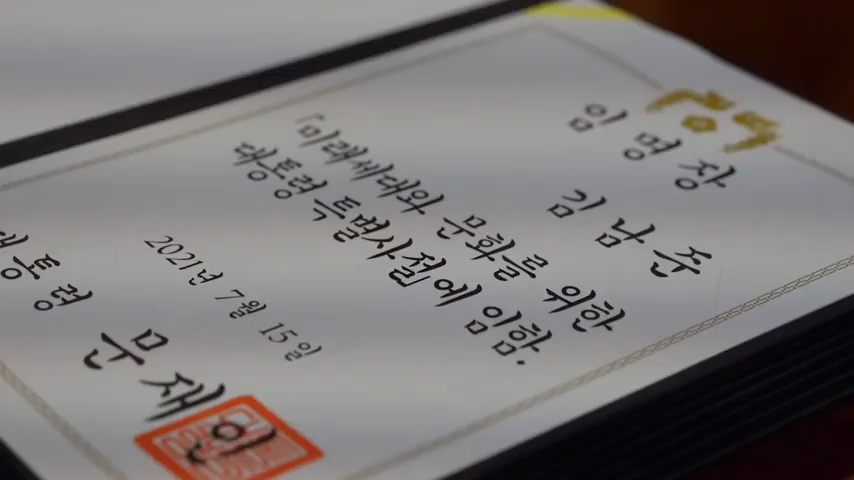 임명장
김남준
「미래세대와 문화를 위한
대통령 특별사절에 임함.
2021년 7월 15일
대통령
문재인